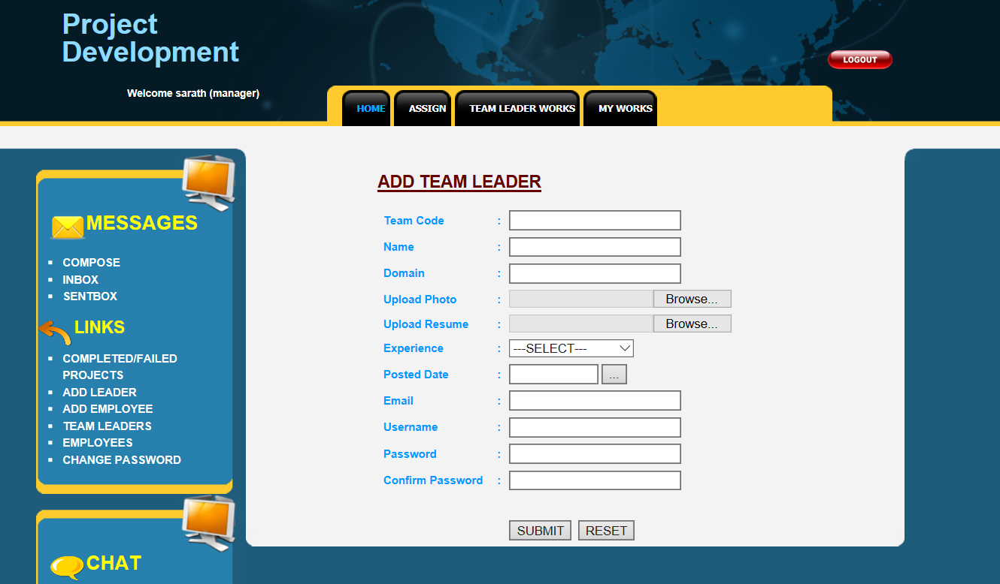 Project
Development
LOGOUT
Welcome sarath (manager)
HOME ASSIGN TEAM LEADER WORKS MY WORKS
MESSAGES
COMPOSE
INBOX
SENTBOX
LINKS
COMPLETED/FAILED
PROJECTS
ADD LEADER
ADD EMPLOYEE
TEAM LEADERS
EMPLOYEES
CHANGE PASSWORD
CHAT
ADD TEAM LEADER
Team Code :
Name :
Domain :
Upload Photo : Browse...
Upload Resume : Browse...
Experience : ---SELECT---
Posted Date : ...
Email :
Username :
Password :
Confirm Password :
SUBMIT RESET